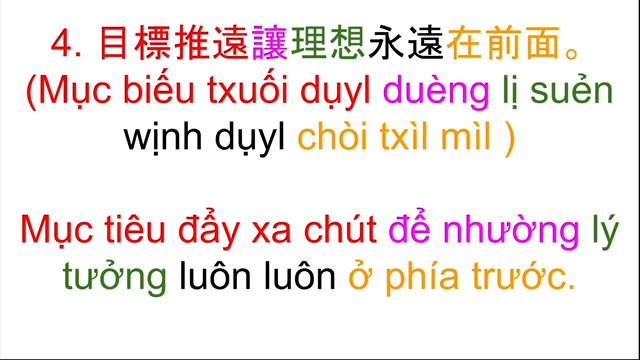 4. 目標推遠讓理想永遠在前面。
(Mục biếu txuối dụyl duèng lị suẻn
wịnh dụyl chòi txìl mìl )
Mục tiêu đẩy xa chút để nhường lý
tưởng luôn luôn ở phía trước.